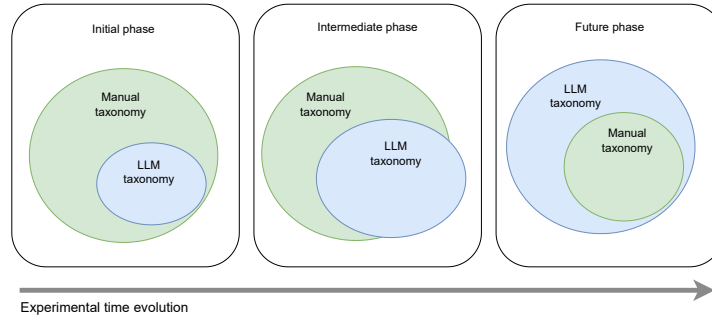 Initial phase
Manual
taxonomy
LLM
taxonomy
Intermediate phase
Manual
taxonomy
LLM
taxonomy
Future phase
LLM
taxonomy
Manual
taxonomy
Experimental time evolution